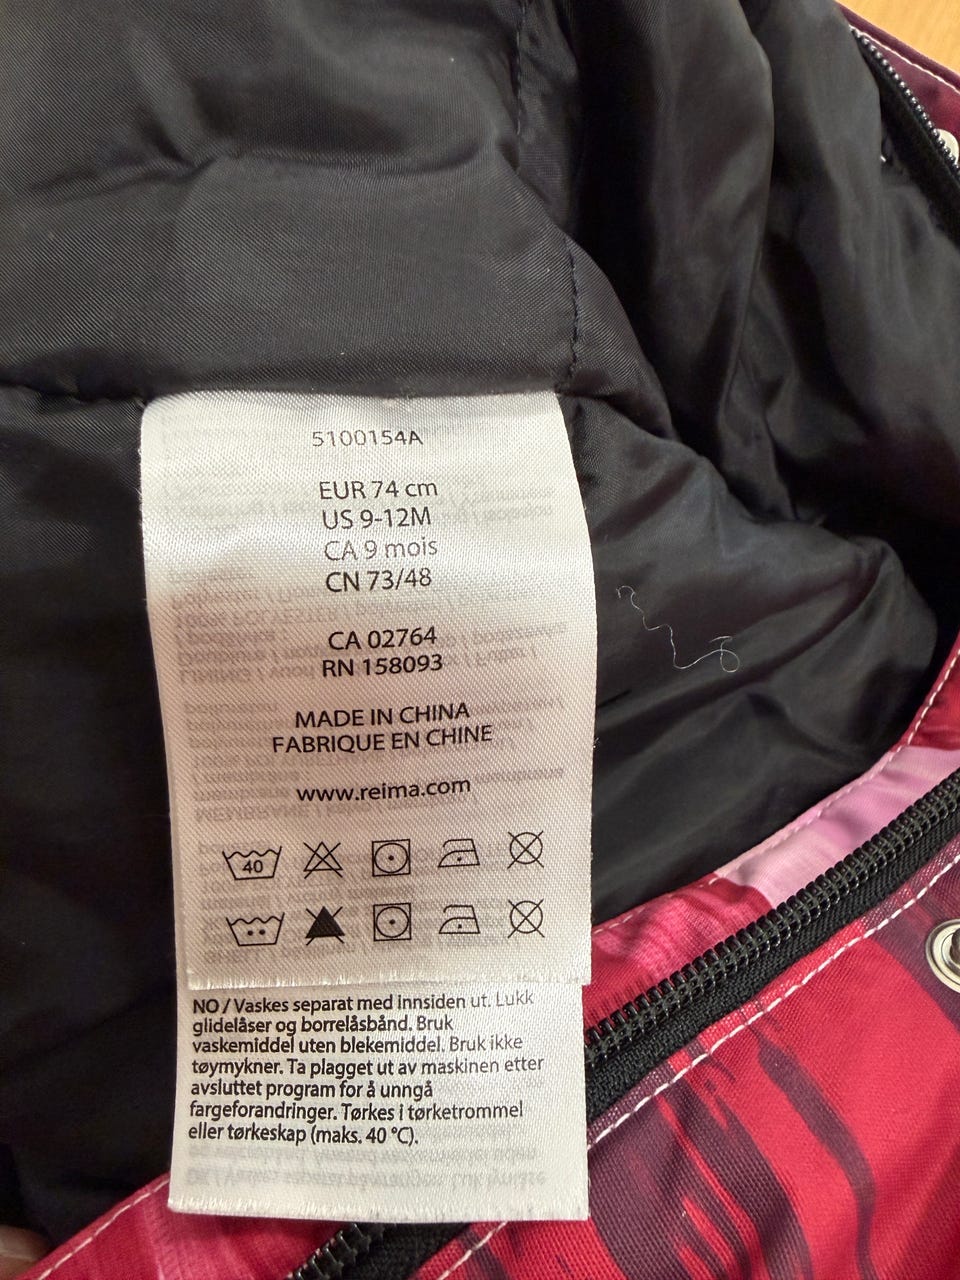 5100154A
EUR 74 cm
US 9-12M
CA 9 mois
CN 73/48
CA 02764
RN 158093
MADE IN CHINA
FABRIQUE EN CHINE
www.reima.com
40
NO / Vaskes separat med innsiden ut. Lukk
glidelåser og borrelåsbånd. Bruk
vaskemiddel uten blekemiddel. Bruk ikke
tøymykner. Ta plagget ut av maskinen etter
avsluttet program for å unngå
fargeforandringer. Tørkes i tørketrommel
eller tørkeskap (maks. 40 °C).